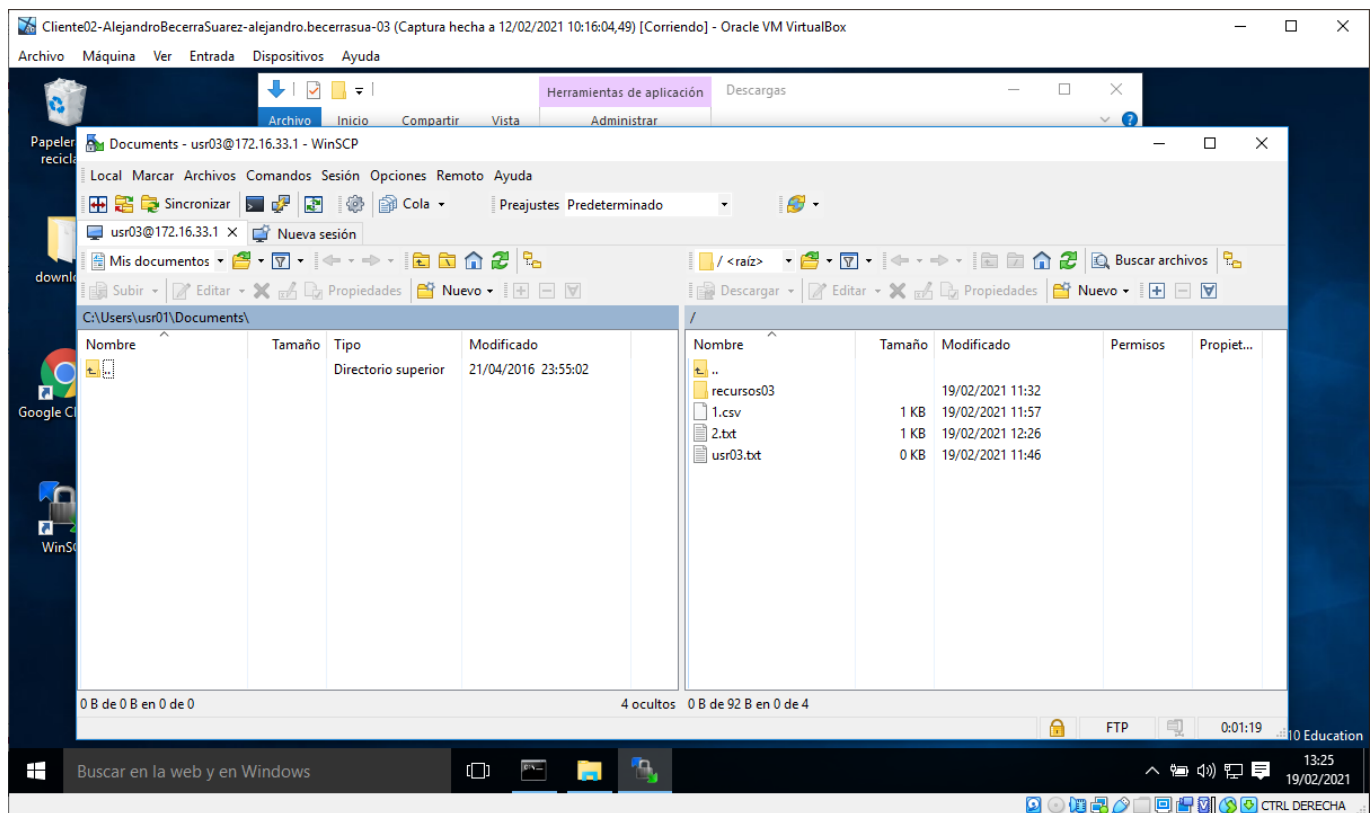 Cliente02-AlejandroBecerraSuarez-alejandro.becerrasua-03 (Captura hecha a 12/02/2021 10:16:04,49) [Corriendo] - Oracle VM VirtualBox
Archivo Máquina Ver Entrada Dispositivos Ayuda
Herramientas de aplicación Descargas
Archivo Inicio Compartir Vista Administrar
Papeler
recicla
Documents - usr03@172.16.33.1 - WinSCP
Local Marcar Archivos Comandos Sesión Opciones Remoto Ayuda
Sincronizar Cola Preajustes Predeterminado
usr03@172.16.33.1 X Nueva sesión
Mis documentos / <raíz> Buscar archivos
downlo
Subir Editar Propiedades Nuevo Descargar Editar Propiedades Nuevo
C:\Users\usr01\Documents\ /
Nombre Tamaño Tipo Modificado Nombre Tamaño Modificado Permisos Propiet...
.. Directorio superior 21/04/2016 23:55:02 ..
recursos03 19/02/2021 11:32
1.csv 1 KB 19/02/2021 11:57
2.txt 1 KB 19/02/2021 12:26
usr03.txt 0 KB 19/02/2021 11:46
Google Cl
WinS
0 B de 0 B en 0 de 0 4 ocultos 0 B de 92 B en 0 de 4
FTP 0:01:19
10 Education
Buscar en la web y en Windows
13:25
19/02/2021
CTRL DERECHA